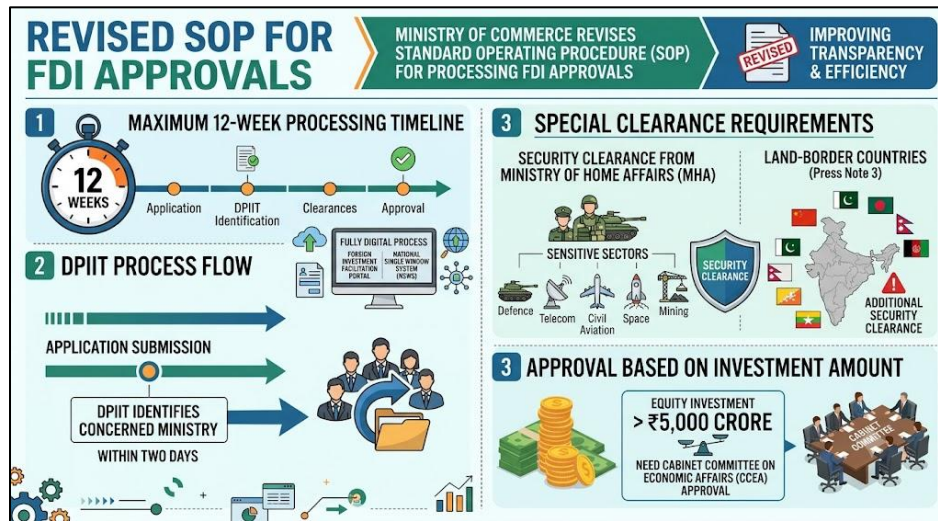 REVISED SOP FOR
FDI APPROVALS
MINISTRY OF COMMERCE REVISES
STANDARD OPERATING PROCEDURE (SOP)
FOR PROCESSING FDI APPROVALS
REVISED
IMPROVING
TRANSPARENCY
& EFFICIENCY
1 MAXIMUM 12-WEEK PROCESSING TIMELINE
12
WEEKS
Application
DPIIT
Identification
Clearances
Approval
2 DPIIT PROCESS FLOW
FULLY DIGITAL PROCESS
FOREIGN
INVESTMENT
FACILITATION
PORTAL
NATIONAL
SINGLE WINDOW
SYSTEM
(NSWS)
APPLICATION SUBMISSION
DPIIT IDENTIFIES
CONCERNED MINISTRY
WITHIN TWO DAYS
3 SPECIAL CLEARANCE REQUIREMENTS
SECURITY CLEARANCE FROM
MINISTRY OF HOME AFFAIRS (MHA)
SENSITIVE SECTORS
Defence
Telecom
Civil
Aviation
Space
Mining
SECURITY
CLEARANCE
LAND-BORDER COUNTRIES
(Press Note 3)
ADDITIONAL
SECURITY
CLEARANCE
3 APPROVAL BASED ON INVESTMENT AMOUNT
EQUITY INVESTMENT
> ₹5,000 CRORE
NEED CABINET COMMITTEE ON
ECONOMIC AFFAIRS (CCEA)
APPROVAL
CABINET
COMMITTEE